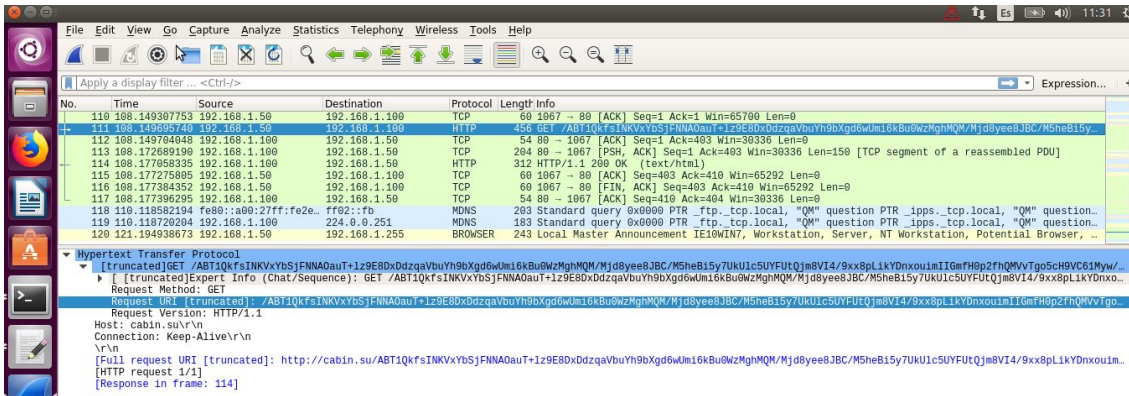 Es 11:31
File Edit View Go Capture Analyze Statistics Telephony Wireless Tools Help
Apply a display filter ... <Ctrl-/> Expression...
No. Time Source Destination Protocol Length Info
110 108.149307753 192.168.1.50 192.168.1.100 TCP 60 1067 → 80 [ACK] Seq=1 Ack=1 Win=65700 Len=0
111 108.149695740 192.168.1.50 192.168.1.100 HTTP 456 GET /ABT1QkfsINKVxYbSjFNNAOauT+lz9E8DxDdzqaVbuYh9bXgd6wUmi6kBu0WzMghMQM/Mjd8yee8JBC/M5heBi5y…
112 108.149704048 192.168.1.100 192.168.1.50 TCP 54 80 → 1067 [ACK] Seq=1 Ack=403 Win=30336 Len=0
113 108.172689190 192.168.1.100 192.168.1.50 TCP 204 80 → 1067 [PSH, ACK] Seq=1 Ack=403 Win=30336 Len=150 [TCP segment of a reassembled PDU]
114 108.177058335 192.168.1.100 192.168.1.50 HTTP 312 HTTP/1.1 200 OK (text/html)
115 108.177275805 192.168.1.50 192.168.1.100 TCP 60 1067 → 80 [ACK] Seq=403 Ack=410 Win=65292 Len=0
116 108.177384352 192.168.1.50 192.168.1.100 TCP 60 1067 → 80 [FIN, ACK] Seq=403 Ack=410 Win=65292 Len=0
117 108.177396295 192.168.1.100 192.168.1.50 TCP 54 80 → 1067 [ACK] Seq=410 Ack=404 Win=30336 Len=0
118 110.118582194 fe80::a00:27ff:fe2e… ff02::fb MDNS 203 Standard query 0x0000 PTR _ftp._tcp.local, "QM" question PTR _ipps._tcp.local, "QM" question…
119 110.118720204 192.168.1.100 224.0.0.251 MDNS 183 Standard query 0x0000 PTR _ftp._tcp.local, "QM" question PTR _ipps._tcp.local, "QM" question…
120 121.194938673 192.168.1.50 192.168.1.255 BROWSER 243 Local Master Announcement IE10WIN7, Workstation, Server, NT Workstation, Potential Browser, …
Hypertext Transfer Protocol
[truncated]GET /ABT1QkfsINKVxYbSjFNNAOauT+lz9E8DxDdzqaVbuYh9bXgd6wUmi6kBu0WzMghMQM/Mjd8yee8JBC/M5heBi5y7UkUlc5UYFUtQjm8VI4/9xx8pLikYDnxouimIIGmfH0p2fhQMVvTgo5cH9VC61Myw/…
[ [truncated]Expert Info (Chat/Sequence): GET /ABT1QkfsINKVxYbSjFNNAOauT+lz9E8DxDdzqaVbuYh9bXgd6wUmi6kBu0WzMghMQM/Mjd8yee8JBC/M5heBi5y7UkUlc5UYFUtQjm8VI4/9xx8pLikYDnxo…
Request Method: GET
Request URI [truncated]: /ABT1QkfsINKVxYbSjFNNAOauT+lz9E8DxDdzqaVbuYh9bXgd6wUmi6kBu0WzMghMQM/Mjd8yee8JBC/M5heBi5y7UkUlc5UYFUtQjm8VI4/9xx8pLikYDnxouimIIGmfH0p2fhQMVvTgo…
Request Version: HTTP/1.1
Host: cabin.su\r\n
Connection: Keep-Alive\r\n
\r\n
[Full request URI [truncated]: http://cabin.su/ABT1QkfsINKVxYbSjFNNAOauT+lz9E8DxDdzqaVbuYh9bXgd6wUmi6kBu0WzMghMQM/Mjd8yee8JBC/M5heBi5y7UkUlc5UYFUtQjm8VI4/9xx8pLikYDnxouim…
[HTTP request 1/1]
[Response in frame: 114]